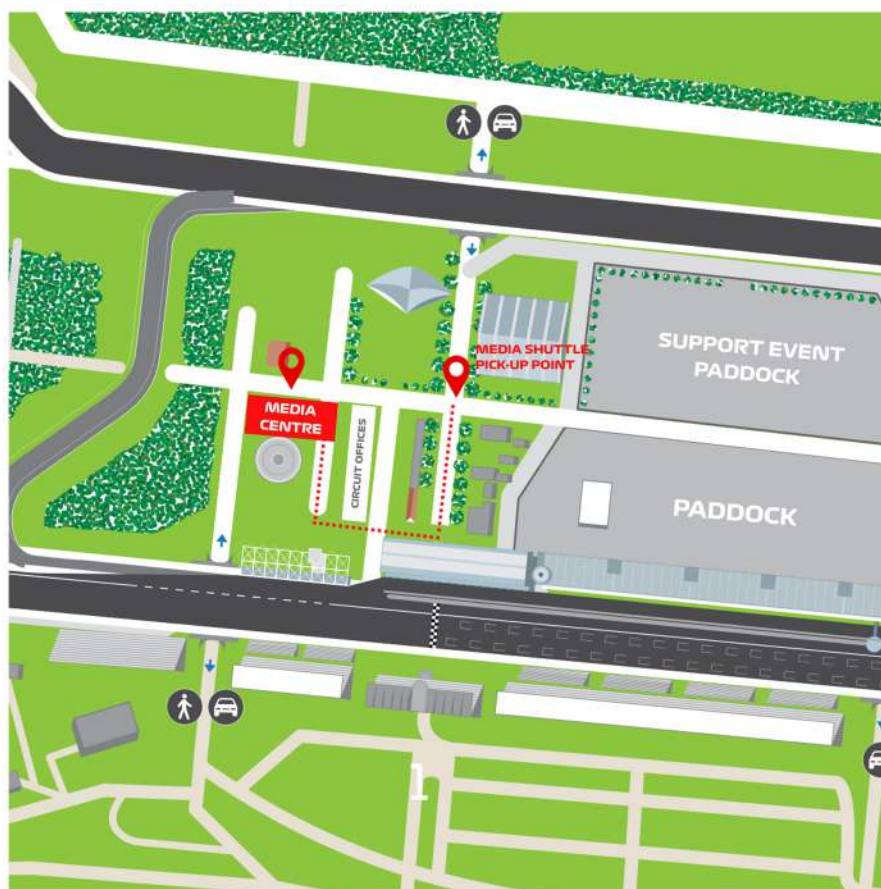 SUPPORT EVENT
PADDOCK
MEDIA SHUTTLE
PICK-UP POINT
MEDIA
CENTRE
CIRCUIT OFFICES
PADDOCK
1